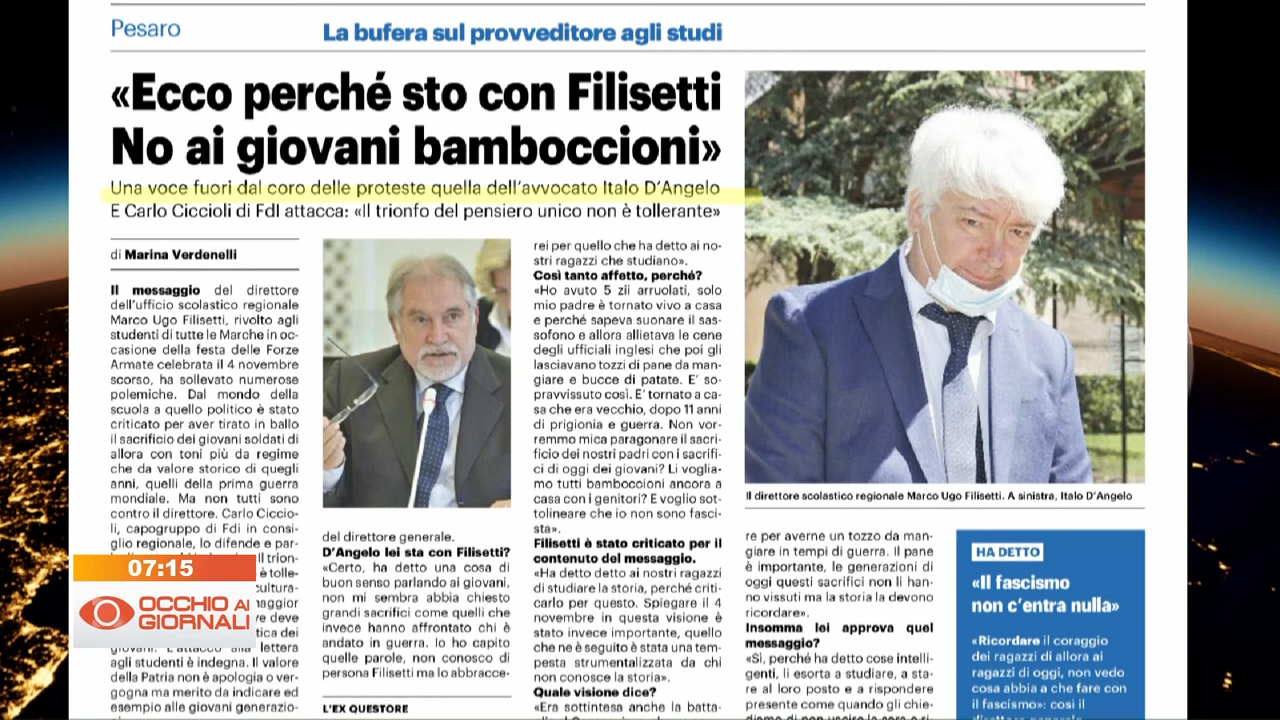 Pesaro
La bufera sul provveditore agli studi
«Ecco perché sto con Filisetti
No ai giovani bamboccioni»
Una voce fuori dal coro delle proteste quella dell'avvocato Italo D'Angelo
E Carlo Ciccioli di FdI attacca: «Il trionfo del pensiero unico non è tollerante»
di Marina Verdenelli
Il messaggio del direttore
dell'ufficio scolastico regionale
Marco Ugo Filisetti, rivolto agli
studenti di tutte le Marche in oc-
casione della festa delle Forze
Armate celebrata il 4 novembre
scorso, ha sollevato numerose
polemiche. Dal mondo della
scuola a quello politico è stato
criticato per aver tirato in ballo
il sacrificio dei giovani soldati di
allora con toni più da regime
che da valore storico di quegli
anni, quelli della prima guerra
mondiale. Ma non tutti sono
contro il direttore. Carlo Ciccio-
li, capogruppo di Fdi in consi-
glio regionale, lo difende e par-
Il trion-
è tolle-
cultura-
maggior
ve deve
tica dei
giovani. L'attacco alla lettera
agli studenti è indegna. Il valore
della Patria non è apologia o ver-
gogna ma merito da indicare ed
esempio alle giovani generazio-
del direttore generale.
D'Angelo lei sta con Filisetti?
«Certo, ha detto una cosa di
buon senso parlando ai giovani,
non mi sembra abbia chiesto
grandi sacrifici come quelli che
invece hanno affrontato chi è
andato in guerra. Io ho capito
quelle parole, non conosco di
persona Filisetti ma lo abbracce-
L'EX QUESTORE
rei per quello che ha detto ai no-
stri ragazzi che studiano».
Così tanto affetto, perché?
«Ho avuto 5 zii arruolati, solo
mio padre è tornato vivo a casa
e perché sapeva suonare il sas-
sofono e allora allietava le cene
degli ufficiali inglesi che poi gli
lasciavano tozzi di pane da man-
giare e bucce di patate. E' so-
pravvissuto così. E' tornato a ca-
sa che era vecchio, dopo 11 anni
di prigionia e guerra. Non vor-
remmo mica paragonare il sacri-
ficio dei nostri padri con i sacrifi-
ci di oggi dei giovani? Li voglia-
mo tutti bamboccioni ancora a
casa con i genitori? E voglio sot-
tolineare che io non sono fasci-
sta».
Filisetti è stato criticato per il
contenuto del messaggio.
«Ha detto detto ai nostri ragazzi
di studiare la storia, perché criti-
carlo per questo. Spiegare il 4
novembre in questa visione è
stato invece importante, quello
che ne è seguito è stata una tem-
pesta strumentalizzata da chi
non conosce la storia».
Quale visione dice?
«Era sottintesa anche la batta-
Il direttore scolastico regionale Marco Ugo Filisetti. A sinistra, Italo D'Angelo
re per averne un tozzo da man-
giare in tempi di guerra. Il pane
è importante, le generazioni di
oggi questi sacrifici non li han-
no vissuti ma la storia la devono
ricordare».
Insomma lei approva quel
messaggio?
«Sì, perché ha detto cose intelli-
genti, li esorta a studiare, a sta-
re al loro posto e a rispondere
presente come quando gli chie-
HA DETTO
«Il fascismo
non c'entra nulla»
«Ricordare il coraggio
dei ragazzi di allora ai
ragazzi di oggi, non vedo
cosa abbia a che fare con
il fascismo»: così il
07:15
OCCHIO AI
GIORNALI